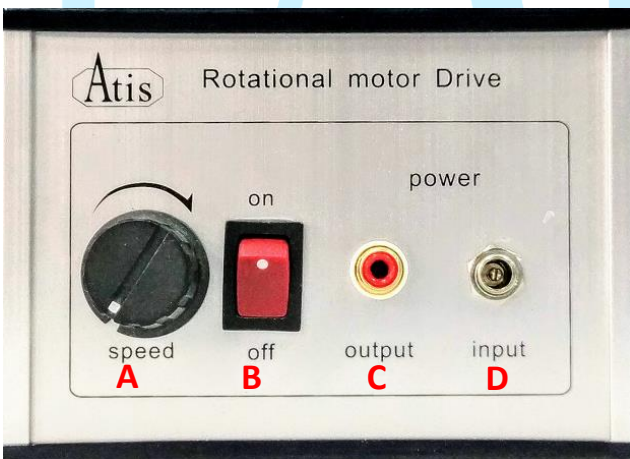 Atis
Rotational motor Drive
power
on
speed
off
output
input
A
B
C
D